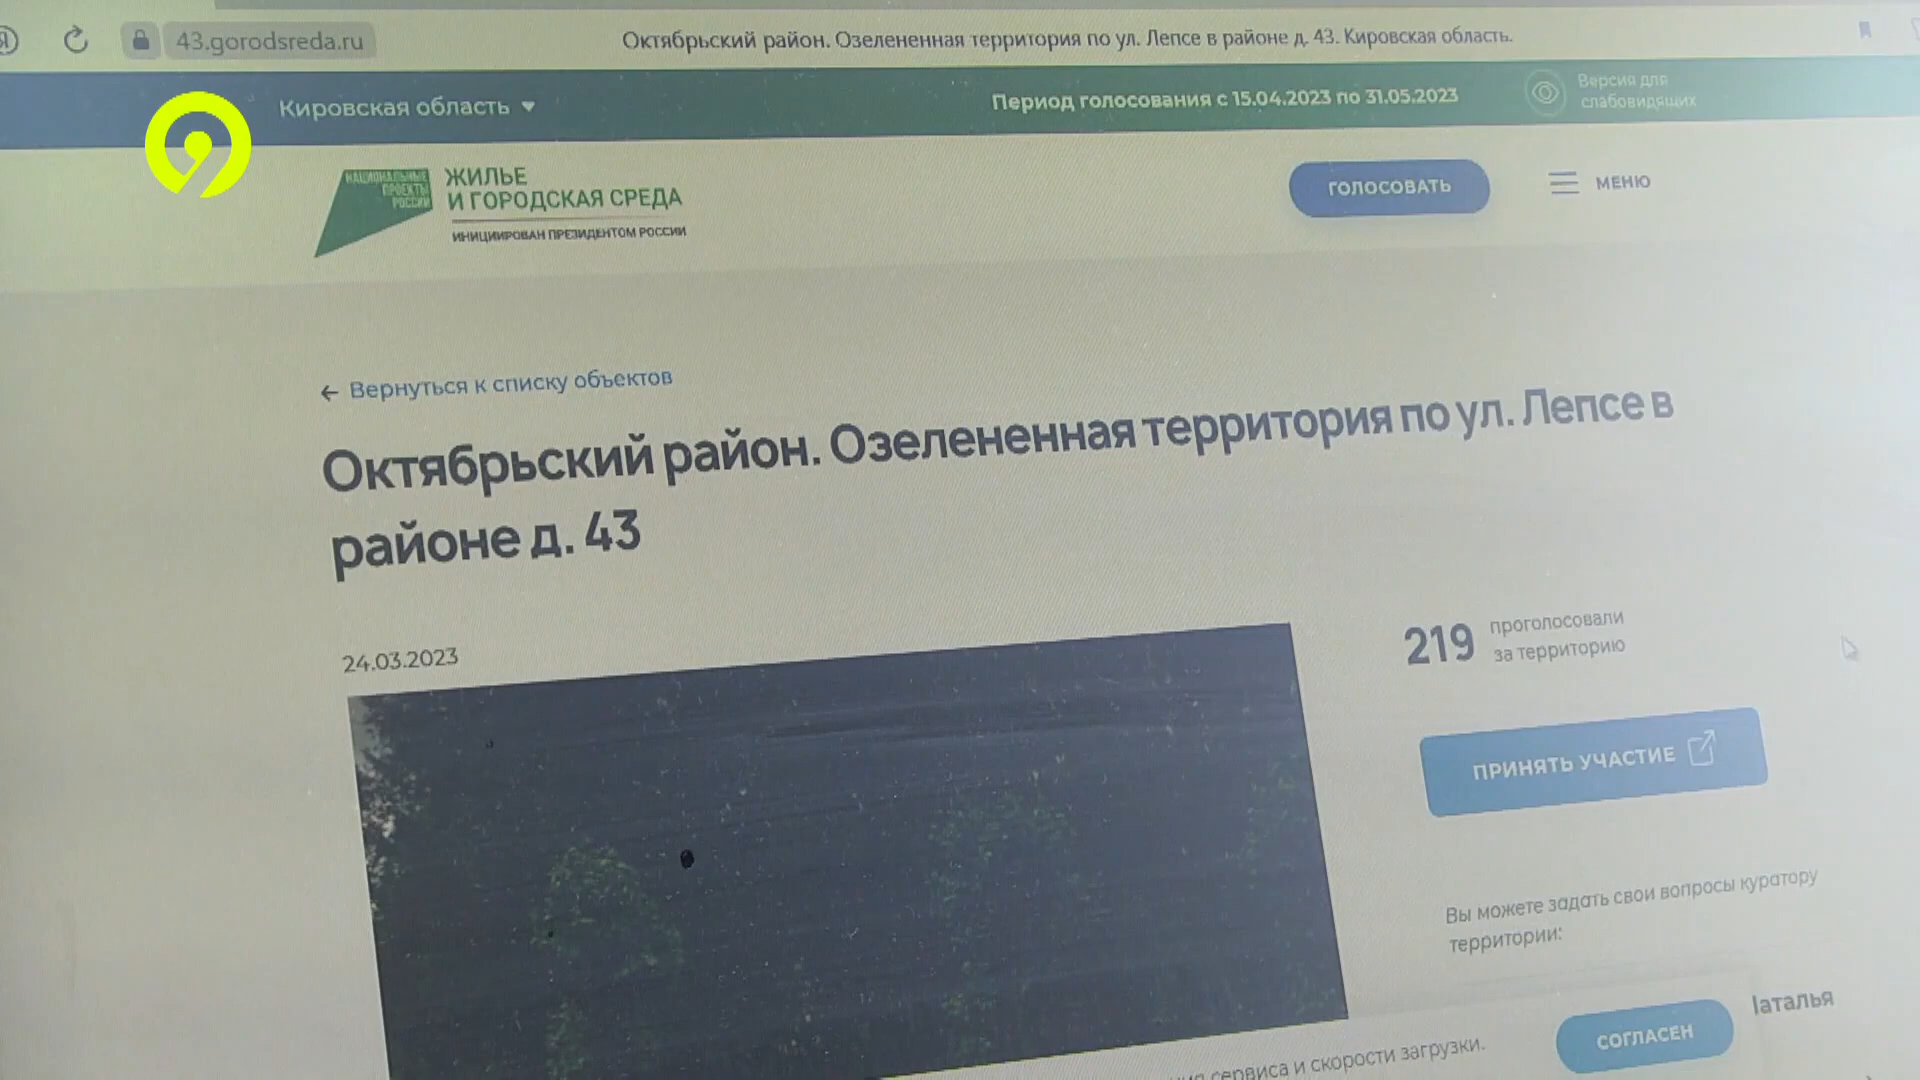 43.gorodsreda.ru
Октябрьский район. Озелененная территория по ул. Лепсе в районе д. 43. Кировская область.
Кировская область
Период голосования с 15.04.2023 по 31.05.2023
Версия для
слабовидящих
НАЦИОНАЛЬНЫЕ
ПРОЕКТЫ
РОССИИ
ЖИЛЬЕ
И ГОРОДСКАЯ СРЕДА
ИНИЦИИРОВАН ПРЕЗИДЕНТОМ РОССИИ
ГОЛОСОВАТЬ
МЕНЮ
← Вернуться к списку объектов
Октябрьский район. Озелененная территория по ул. Лепсе в
районе д. 43
24.03.2023
219 проголосовали
за территорию
ПРИНЯТЬ УЧАСТИЕ
Вы можете задать свои вопросы куратору
территории:
сервиса и скорости загрузки.
СОГЛАСЕН